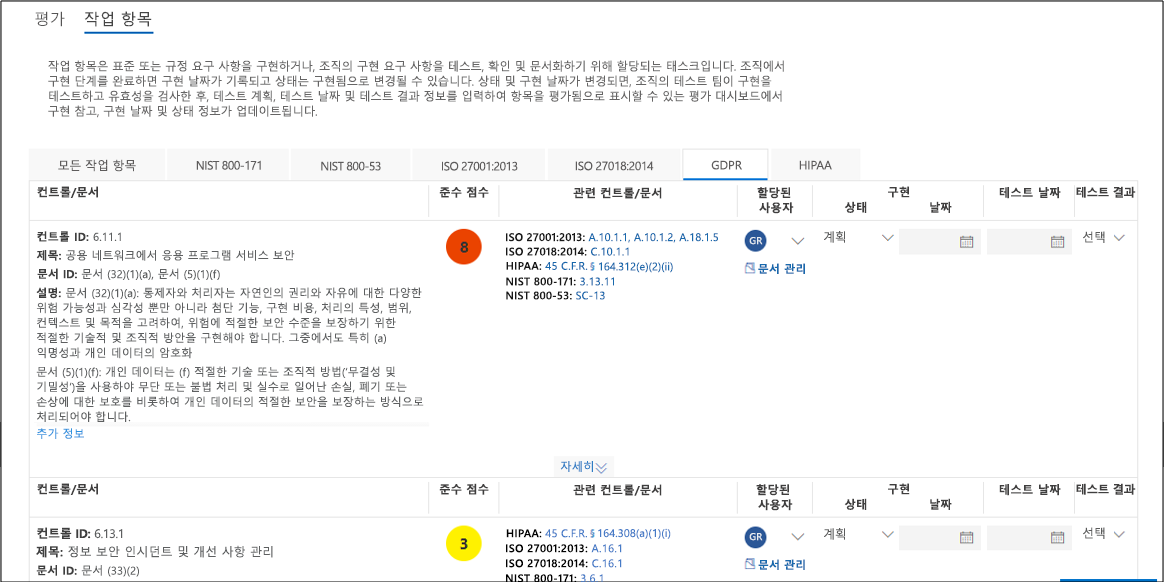 평가 작업 항목
작업 항목은 표준 또는 규정 요구 사항을 구현하거나, 조직의 구현 요구 사항을 테스트, 확인 및 문서화하기 위해 할당되는 태스크입니다. 조직에서
구현 단계를 완료하면 구현 날짜가 기록되고 상태는 구현됨으로 변경될 수 있습니다. 상태 및 구현 날짜가 변경되면, 조직의 테스트 팀이 구현을
테스트하고 유효성을 검사한 후, 테스트 계획, 테스트 날짜 및 테스트 결과 정보를 입력하여 항목을 평가됨으로 표시할 수 있는 평가 대시보드에서
구현 참고, 구현 날짜 및 상태 정보가 업데이트됩니다.
모든 작업 항목 NIST 800-171 NIST 800-53 ISO 27001:2013 ISO 27018:2014 GDPR HIPAA
컨트롤/문서 준수 점수 관련 컨트롤/문서 할당된 사용자 구현 상태 날짜 테스트 날짜 테스트 결과
컨트롤 ID: 6.11.1
제목: 공용 네트워크에서 응용 프로그램 서비스 보안
문서 ID: 문서 (32)(1)(a), 문서 (5)(1)(f)
설명: 문서 (32)(1)(a): 통제자와 처리자는 자연인의 권리와 자유에 대한 다양한
위험 가능성과 심각성 뿐만 아니라 첨단 기능, 구현 비용, 처리의 특성, 범위,
컨텍스트 및 목적을 고려하여, 위험에 적절한 보안 수준을 보장하기 위한
적절한 기술적 및 조직적 방안을 구현해야 합니다. 그중에서도 특히 (a)
익명성과 개인 데이터의 암호화
문서 (5)(1)(f): 개인 데이터는 (f) 적절한 기술 또는 조직적 방법('무결성 및
기밀성')을 사용하야 무단 또는 불법 처리 및 실수로 일어난 손실, 폐기 또는
손상에 대한 보호를 비롯하여 개인 데이터의 적절한 보안을 보장하는 방식으로
처리되어야 합니다.
추가 정보
8
ISO 27001:2013: A.10.1.1, A.10.1.2, A.18.1.5
ISO 27018:2014: C.10.1.1
HIPAA: 45 C.F.R. § 164.312(e)(2)(ii)
NIST 800-171: 3.13.11
NIST 800-53: SC-13
GR 계획 선택
문서 관리
자세히
컨트롤/문서 준수 점수 관련 컨트롤/문서 할당된 사용자 구현 상태 날짜 테스트 날짜 테스트 결과
컨트롤 ID: 6.13.1
제목: 정보 보안 인시던트 및 개선 사항 관리
문서 ID: 문서 (33)(2)
3
HIPAA: 45 C.F.R. § 164.308(a)(1)(i)
ISO 27001:2013: A.16.1
ISO 27018:2014: C.16.1
NIST 800-171: 3.6.1
GR 계획 선택
문서 관리